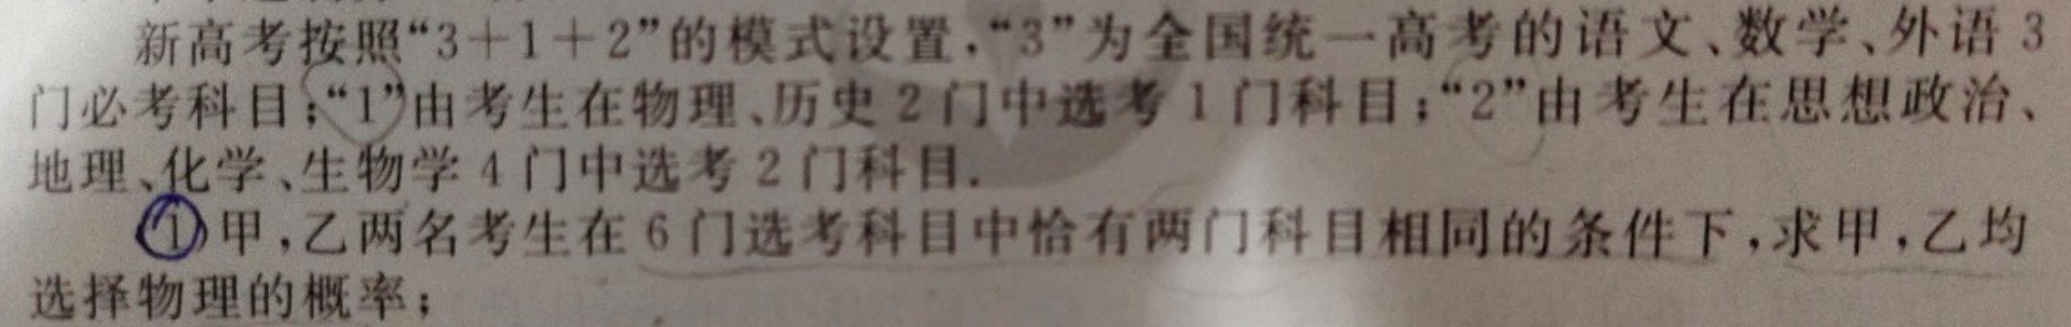 新高考按照“3+1+2”的模式设置,“3”为全国统一高考的语文、数学、外语3
门必考科目;“1”由考生在物理、历史2门中选考1门科目;“2”由考生在思想政治、
地理、化学、生物学4门中选考2门科目.
①甲,乙两名考生在6门选考科目中恰有两门科目相同的条件下,求甲,乙均
选择物理的概率;